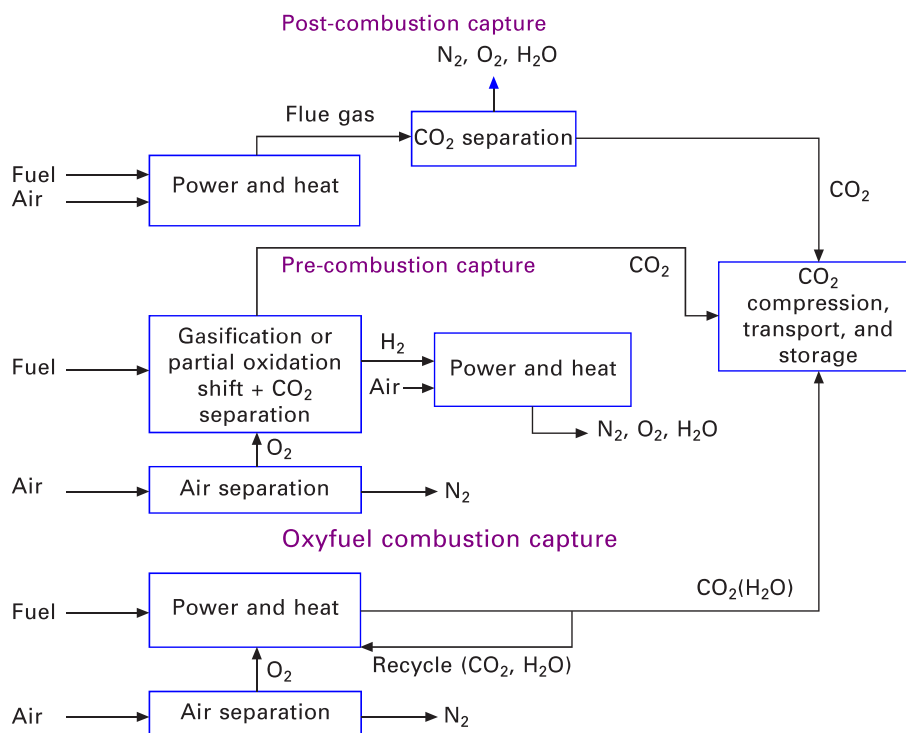 Post-combustion capture
N₂, O₂, H₂O
Flue gas
CO₂ separation
Fuel
Air
Power and heat
CO₂
Pre-combustion capture
CO₂
CO₂
compression,
transport, and
storage
Gasification or
partial oxidation
shift + CO₂
separation
Fuel
H₂
Air
Power and heat
N₂, O₂, H₂O
O₂
Air
Air separation
N₂
Oxyfuel combustion capture
Fuel
Power and heat
CO₂(H₂O)
Recycle (CO₂, H₂O)
O₂
Air
Air separation
N₂